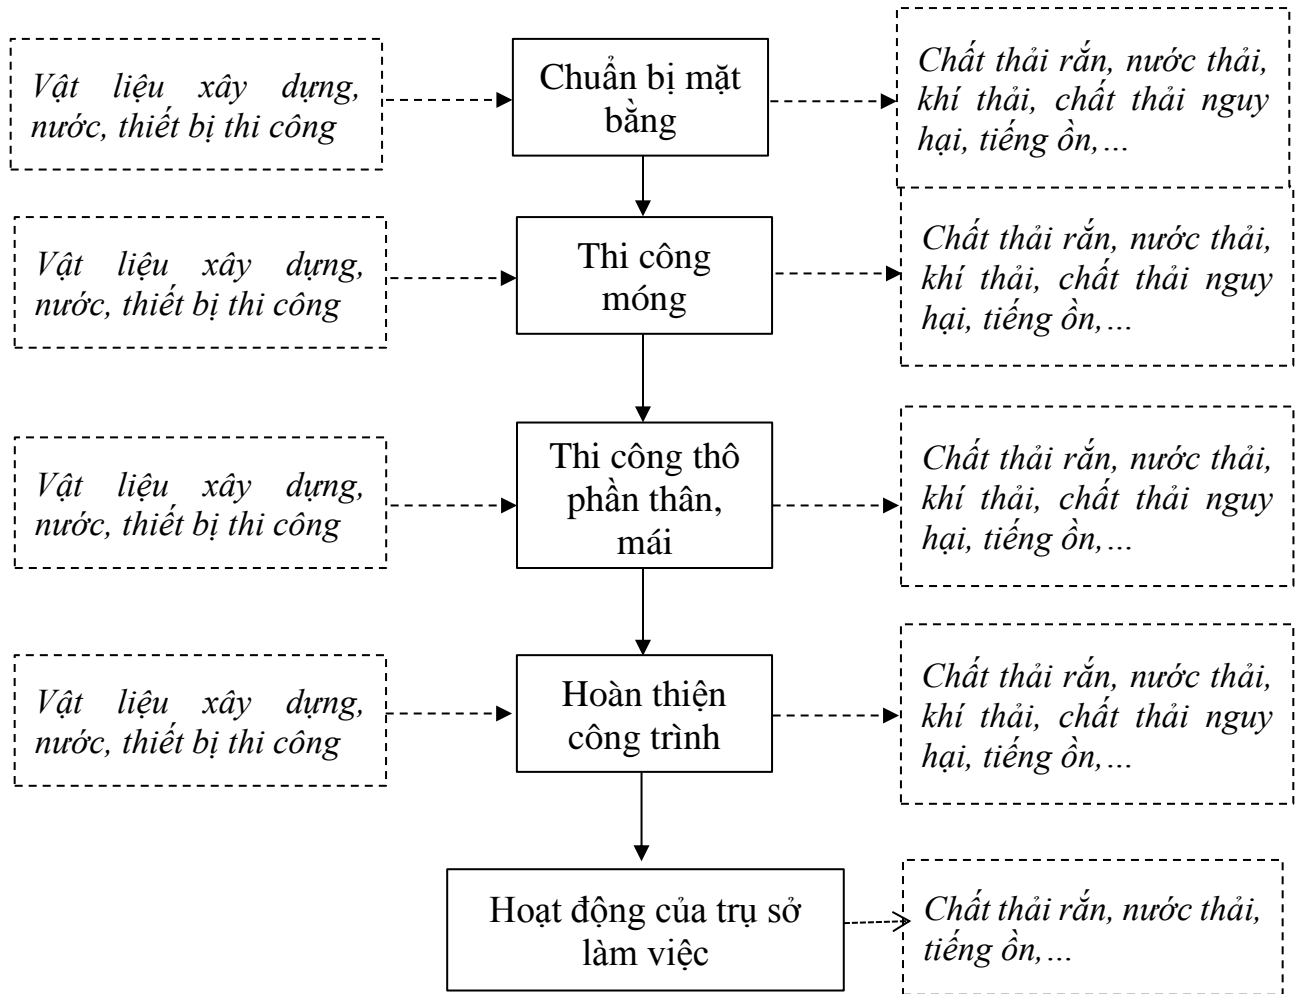 Vật liệu xây dựng,
nước, thiết bị thi công
Chuẩn bị mặt
bằng
Chất thải rắn, nước thải,
khí thải, chất thải nguy
hại, tiếng ồn,...
Vật liệu xây dựng,
nước, thiết bị thi công
Thi công
móng
Chất thải rắn, nước thải,
khí thải, chất thải nguy
hại, tiếng ồn,...
Vật liệu xây dựng,
nước, thiết bị thi công
Thi công thô
phần thân,
mái
Chất thải rắn, nước thải,
khí thải, chất thải nguy
hại, tiếng ồn,...
Vật liệu xây dựng,
nước, thiết bị thi công
Hoàn thiện
công trình
Chất thải rắn, nước thải,
khí thải, chất thải nguy
hại, tiếng ồn,...
Hoạt động của trụ sở
làm việc
Chất thải rắn, nước thải,
tiếng ồn,...